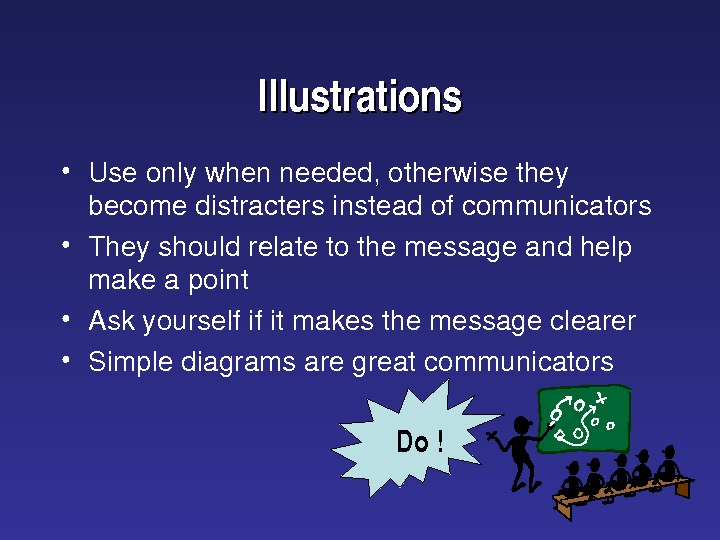 Illustrations
• Use only when needed, otherwise they
become distracters instead of communicators
• They should relate to the message and help
make a point
• Ask yourself if it makes the message clearer
• Simple diagrams are great communicators
Do !